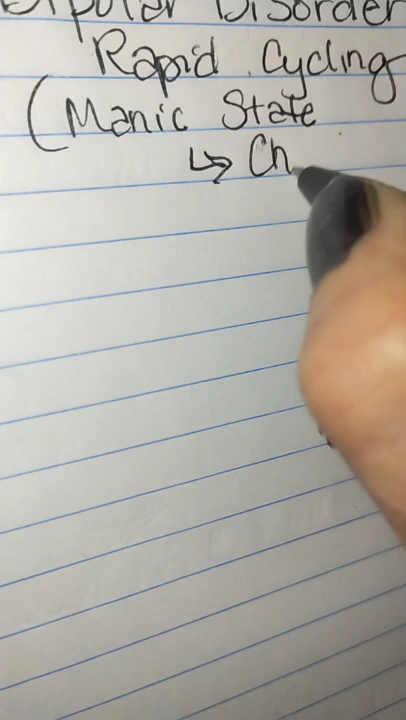 Bipolar Disorder
Rapid Cycling
(Manic State
↳ Ch